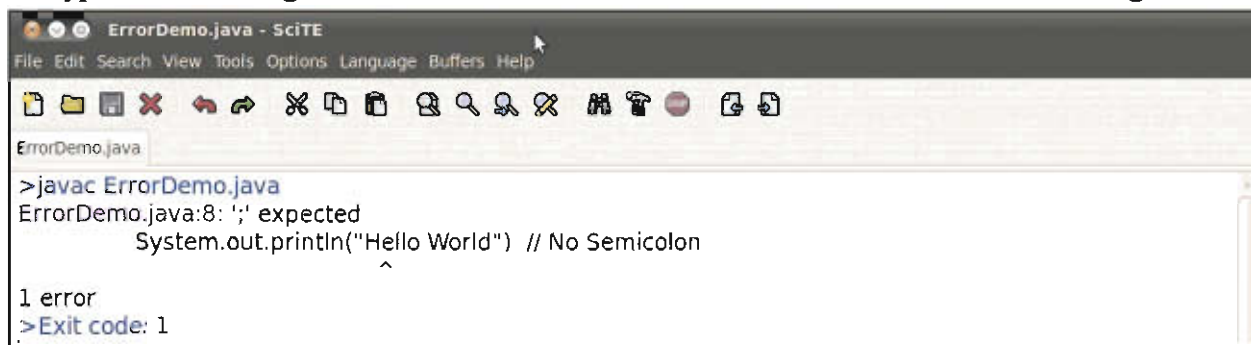 ErrorDemo.java - SciTE
File Edit Search View Tools Options Language Buffers Help
ErrorDemo.java
>javac ErrorDemo.java
ErrorDemo.java:8: ';' expected
System.out.println("Hello World") // No Semicolon
^
1 error
>Exit code: 1